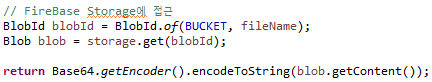 // FireBase Storage에 접근
BlobId blobId = BlobId.of(BUCKET, fileName);
Blob blob = storage.get(blobId);
return Base64.getEncoder().encodeToString(blob.getContent());